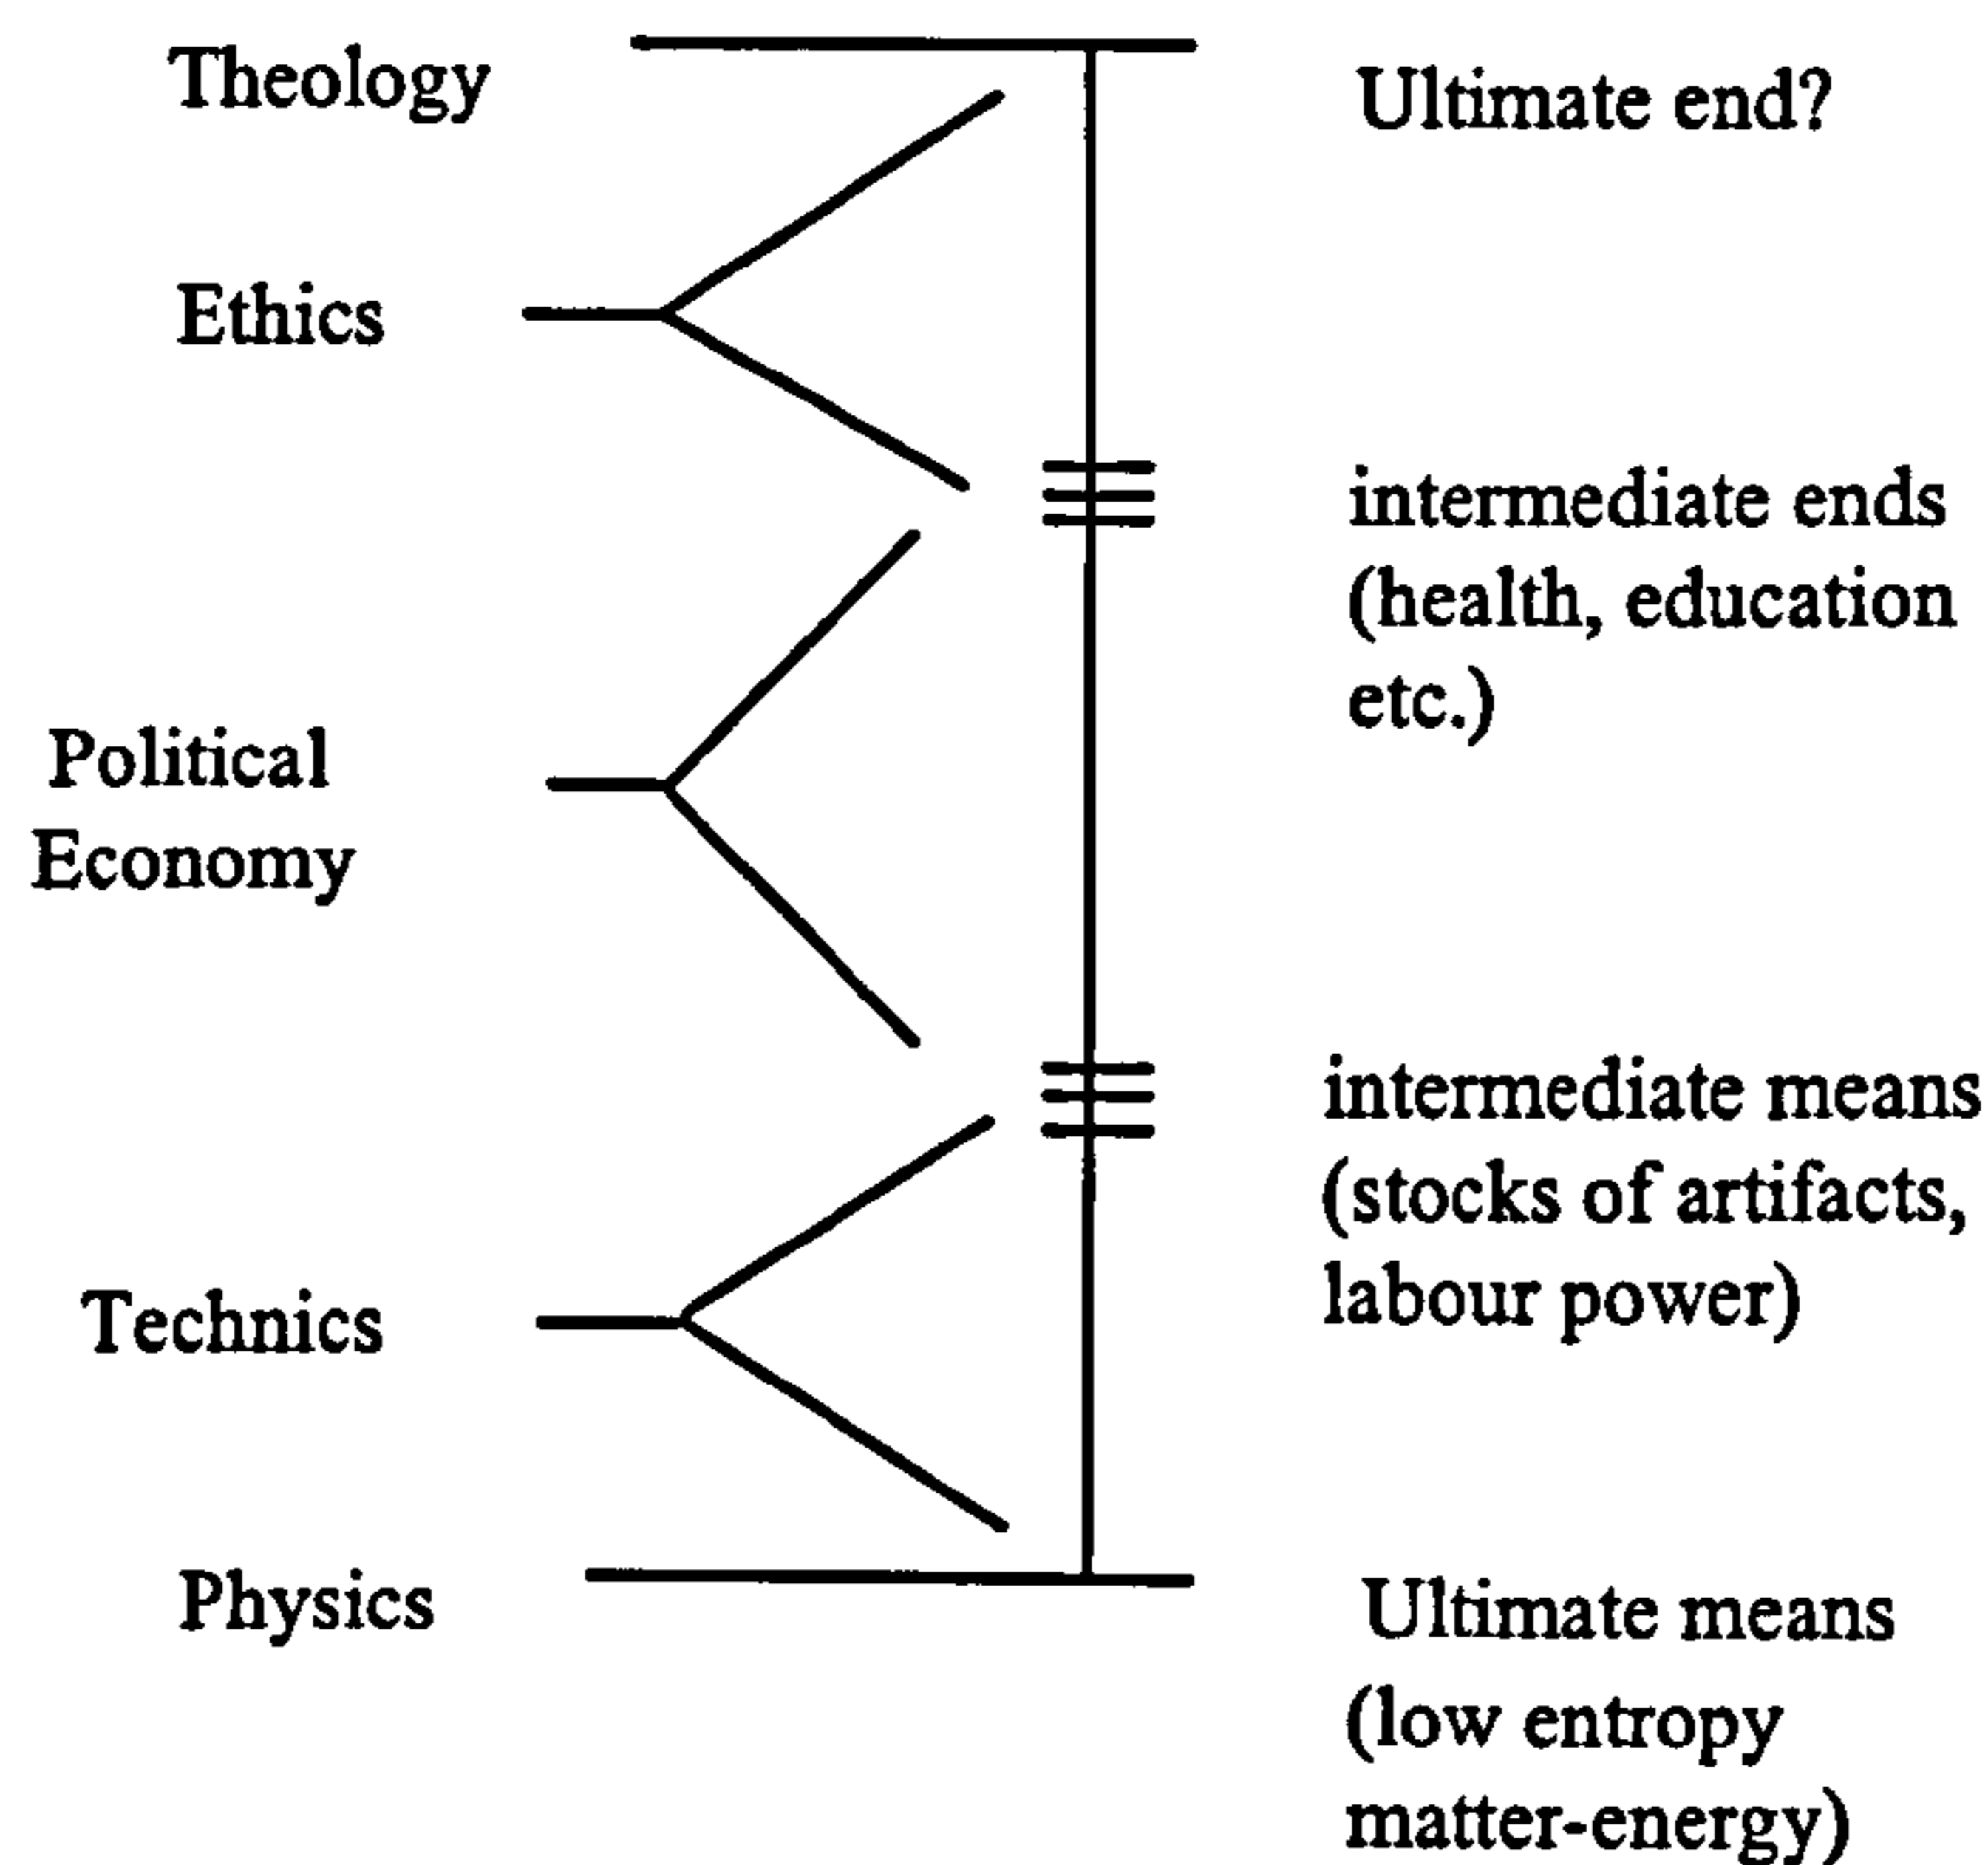 Theology
Ultimate end?
Ethics
intermediate ends
(health, education
etc.)
Political
Economy
intermediate means
(stocks of artifacts,
labour power)
Technics
Physics
Ultimate means
(low entropy
matter-energy)